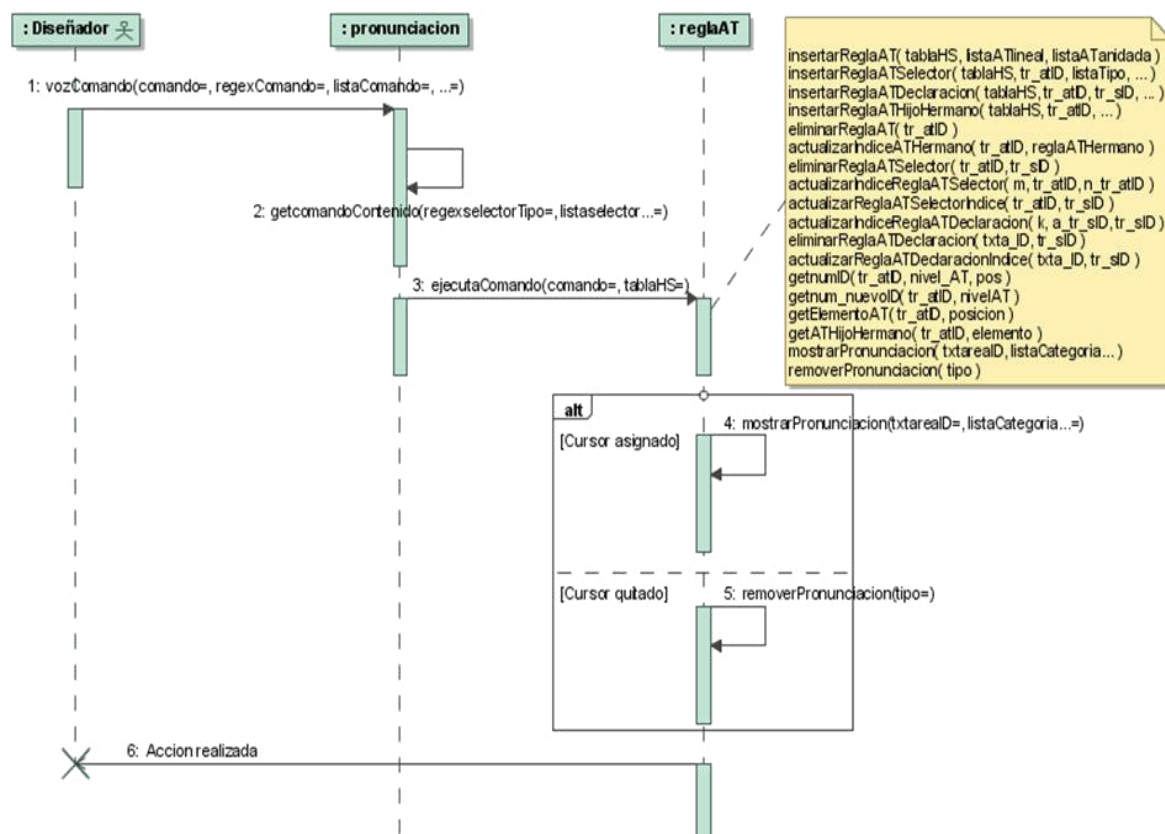 : Diseñador
: pronunciacion
: reglaAT
insertarReglaAT( tablaHS, listaATlineal, listaATanidada )
insertarReglaATSelector( tablaHS, tr_atID, listaTipo, ... )
insertarReglaATDeclaracion( tablaHS, tr_atID, tr_sID, ... )
insertarReglaATHijoHermano( tablaHS, tr_atID, ... )
eliminarReglaAT( tr_atID )
actualizarIndiceATHermano( tr_atID, reglaATHermano )
eliminarReglaATSelector( tr_atID, tr_sID )
actualizarIndiceReglaATSelector( m, tr_atID, n_tr_atID )
actualizarReglaATSelectorIndice( tr_atID, tr_sID )
actualizarIndiceReglaATDeclaracion( k, a_tr_sID, tr_sID )
eliminarReglaATDeclaracion( txta_ID, tr_sID )
actualizarReglaATDeclaracionIndice( txta_ID, tr_sID )
getnumID( tr_atID, nivel_AT, pos )
getnum_nuevoID( tr_atID, nivelAT )
getElementoAT( tr_atID, posicion )
getATHijoHermano( tr_atID, elemento )
mostrarPronunciacion( txtareaID, listaCategoria... )
removerPronunciacion( tipo )
1: vozComando(comando=, regexComando=, listaComando=, ...=)
2: getcomandoContenido(regexselectorTipo=, listaselector...=)
3: ejecutaComando(comando=, tablaHS=)
alt
4: mostrarPronunciacion(txtareaID=, listaCategoria...=)
[Cursor asignado]
[Cursor quitado]
5: removerPronunciacion(tipo=)
6: Accion realizada